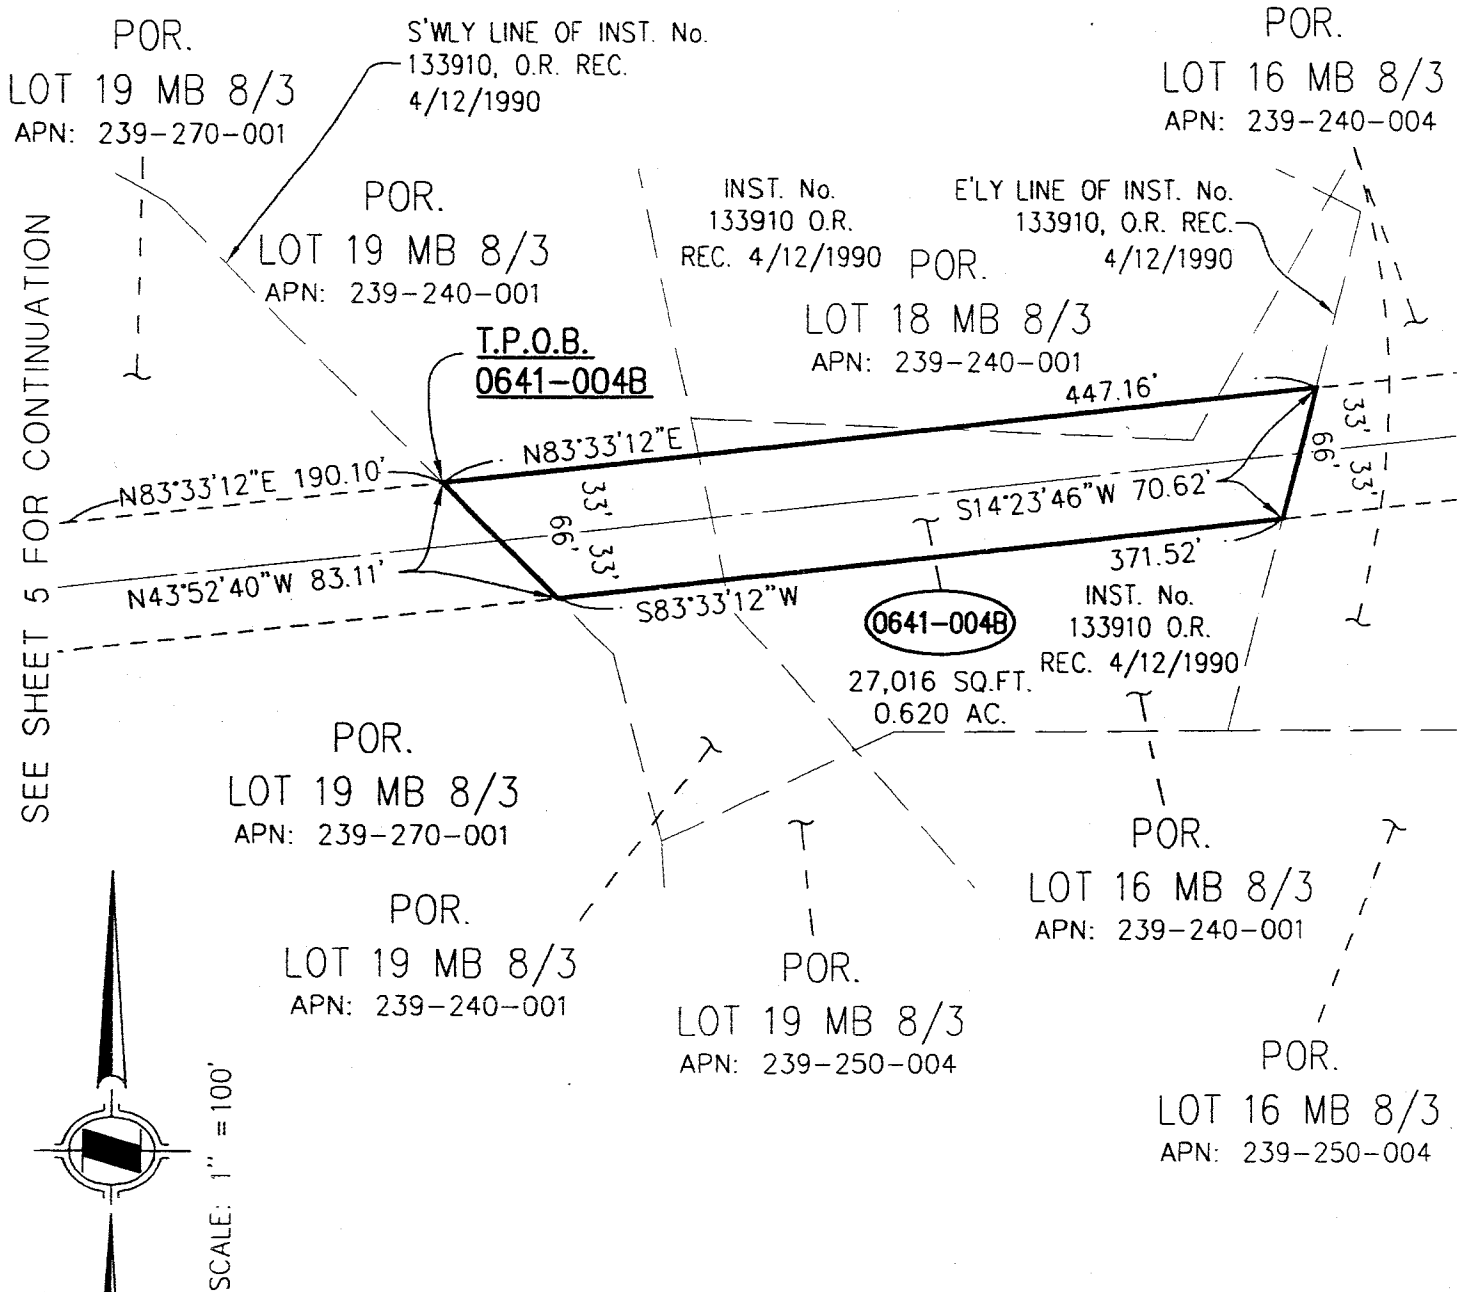 POR.
LOT 19 MB 8/3
APN: 239-270-001
S'WLY LINE OF INST. No.
133910, O.R. REC.
4/12/1990
POR.
LOT 16 MB 8/3
APN: 239-240-004
POR.
LOT 19 MB 8/3
APN: 239-240-001
INST. No.
133910 O.R.
REC. 4/12/1990
E'LY LINE OF INST. No.
133910, O.R. REC.
4/12/1990
POR.
LOT 18 MB 8/3
APN: 239-240-001
SEE SHEET 5 FOR CONTINUATION
T.P.O.B.
0641-004B
447.16'
N83°33'12"E
N83°33'12"E 190.10'
33'
66'
33'
S14°23'46"W 70.62'
33'
66'
33'
N43°52'40"W 83.11'
S83°33'12"W
371.52'
0641-004B
27,016 SQ.FT.
0.620 AC.
INST. No.
133910 O.R.
REC. 4/12/1990
POR.
LOT 19 MB 8/3
APN: 239-270-001
POR.
LOT 19 MB 8/3
APN: 239-240-001
POR.
LOT 19 MB 8/3
APN: 239-250-004
POR.
LOT 16 MB 8/3
APN: 239-240-001
POR.
LOT 16 MB 8/3
APN: 239-250-004
SCALE: 1" = 100'